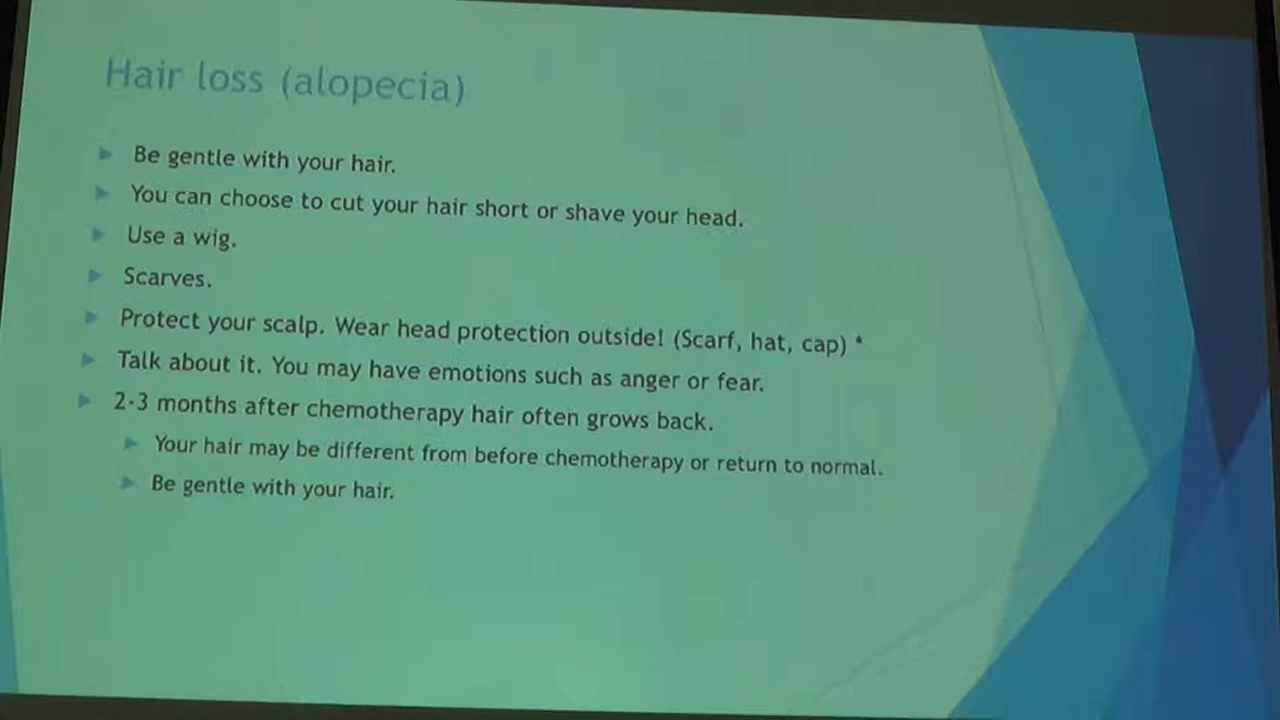 Hair loss (alopecia)
Be gentle with your hair.
You can choose to cut your hair short or shave your head.
Use a wig.
Scarves.
Protect your scalp. Wear head protection outside! (Scarf, hat, cap) *
Talk about it. You may have emotions such as anger or fear.
2-3 months after chemotherapy hair often grows back.
Your hair may be different from before chemotherapy or return to normal.
Be gentle with your hair.